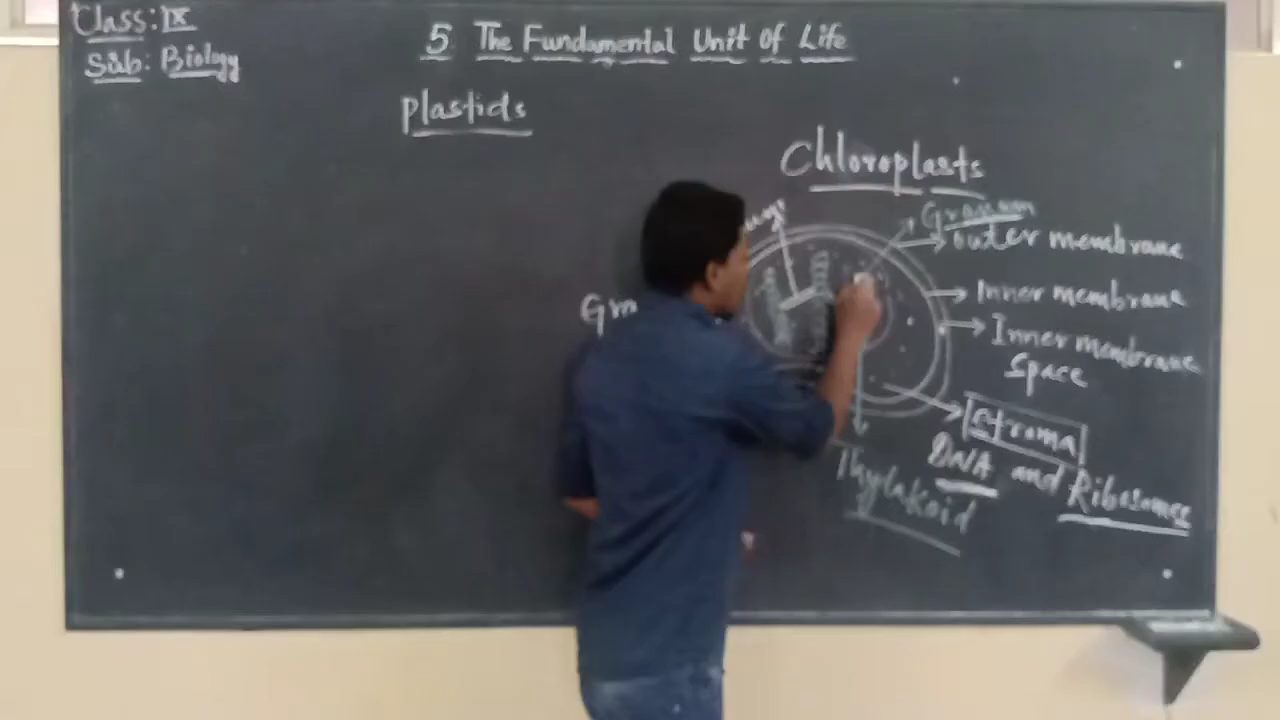 Class: IX
Sub: Biology
5 The Fundamental Unit Of Life
Plastids
Chloroplasts
Granum
outer membrane
Inner membrane
Inner membrane
Space
Stroma
DNA and Ribosomes
Thylakoid